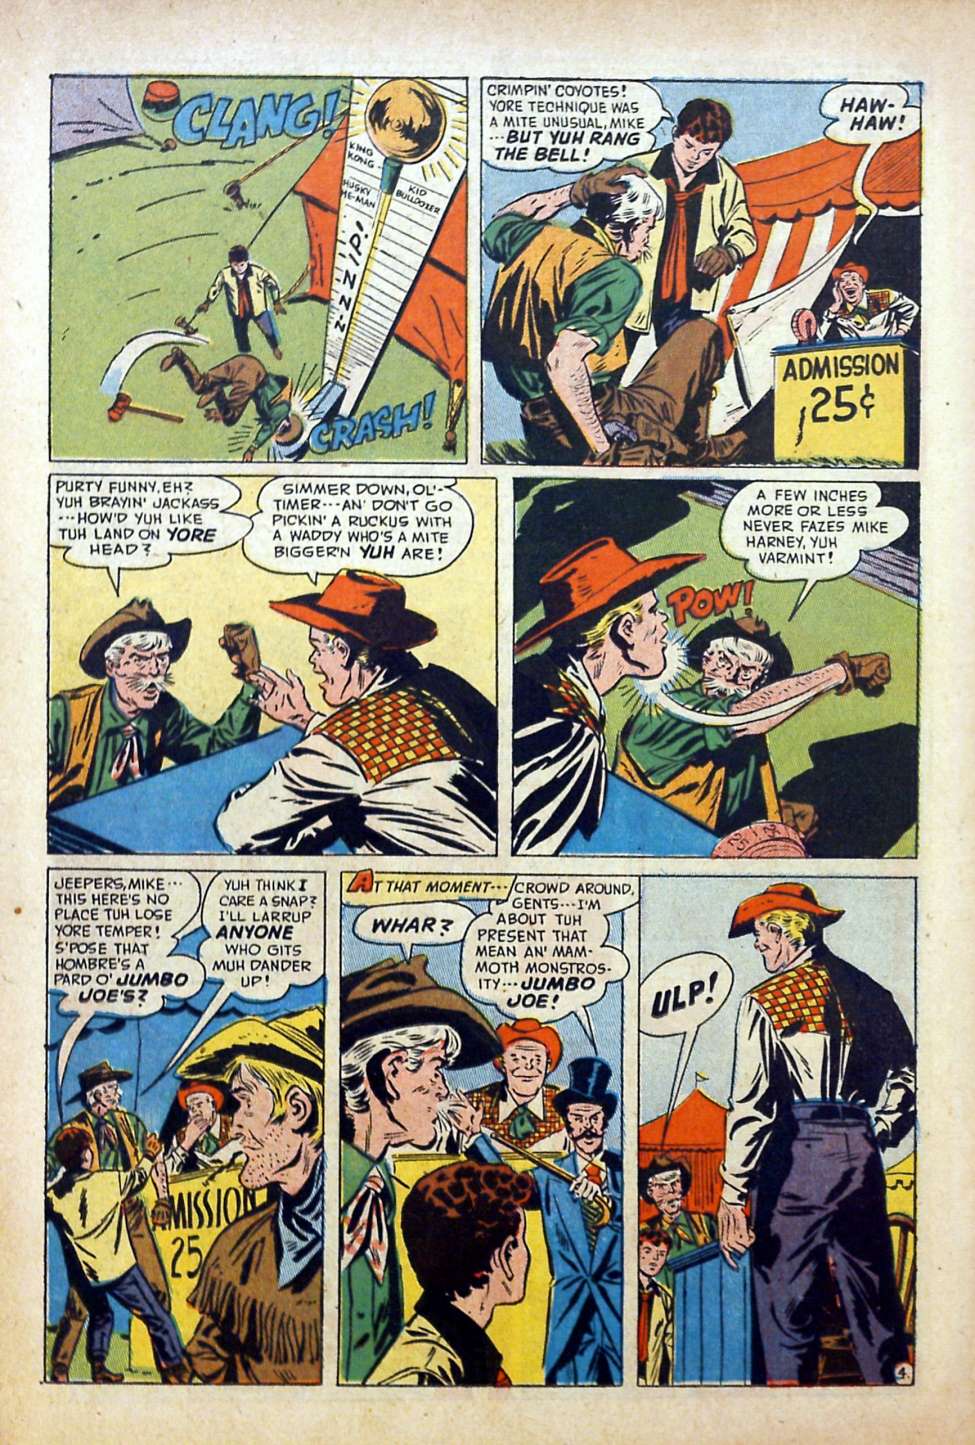 CLANG!
KING
KONG
KID
BULLDOZER
HUSKY
HE-MAN
Z-Z-Z-ZIP!
CRASH!
CRIMPIN' COYOTES!
YORE TECHNIQUE WAS
A MITE UNUSUAL, MIKE
...BUT YUH RANG
THE BELL!
HAW-
HAW!
ADMISSION
25¢
PURTY FUNNY, EH?
YUH BRAYIN' JACKASS
...HOW'D YUH LIKE
TUH LAND ON YORE
HEAD?
SIMMER DOWN, OL'-
TIMER...AN' DON'T GO
PICKIN' A RUCKUS WITH
A WADDY WHO'S A MITE
BIGGER'N YUH ARE!
POW!
A FEW INCHES
MORE OR LESS
NEVER FAZES MIKE
HARNEY, YUH
VARMINT!
JEEPERS, MIKE...
THIS HERE'S NO
PLACE TUH LOSE
YORE TEMPER!
S'POSE THAT
HOMBRE'S A
PARD O' JUMBO
JOE'S?
YUH THINK I
CARE A SNAP?
I'LL LARRUP
ANYONE
WHO GITS
MUH DANDER
UP!
MISSION
25
AT THAT MOMENT...
WHAR?
CROWD AROUND,
GENTS...I'M
ABOUT TUH
PRESENT THAT
MEAN AN' MAM-
MOTH MONSTROS-
ITY...JUMBO
JOE!
ULP!
4